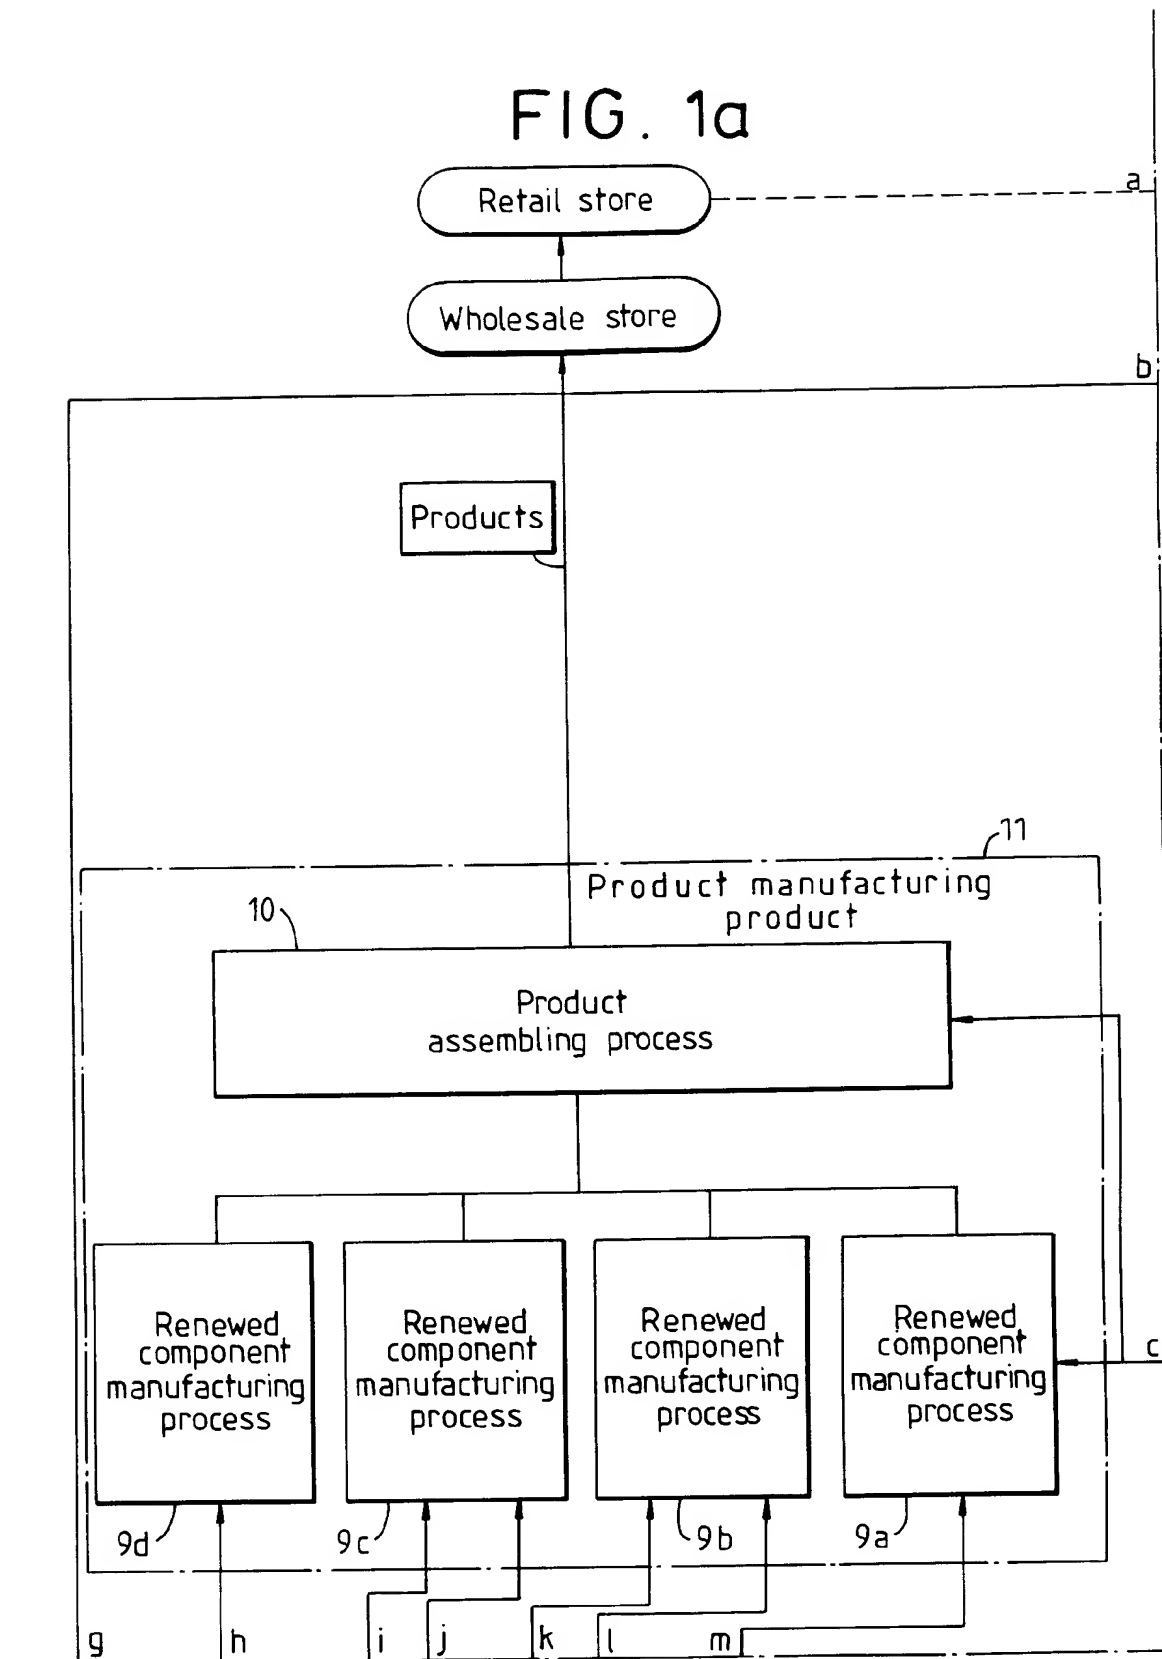 FIG. 1a
Retail store
a
Wholesale store
b
Products
11
Product manufacturing
product
10
Product
assembling process
Renewed
component
manufacturing
process
Renewed
component
manufacturing
process
Renewed
component
manufacturing
process
Renewed
component
manufacturing
process
c
9d
9c
9b
9a
g
h
i
j
k
l
m